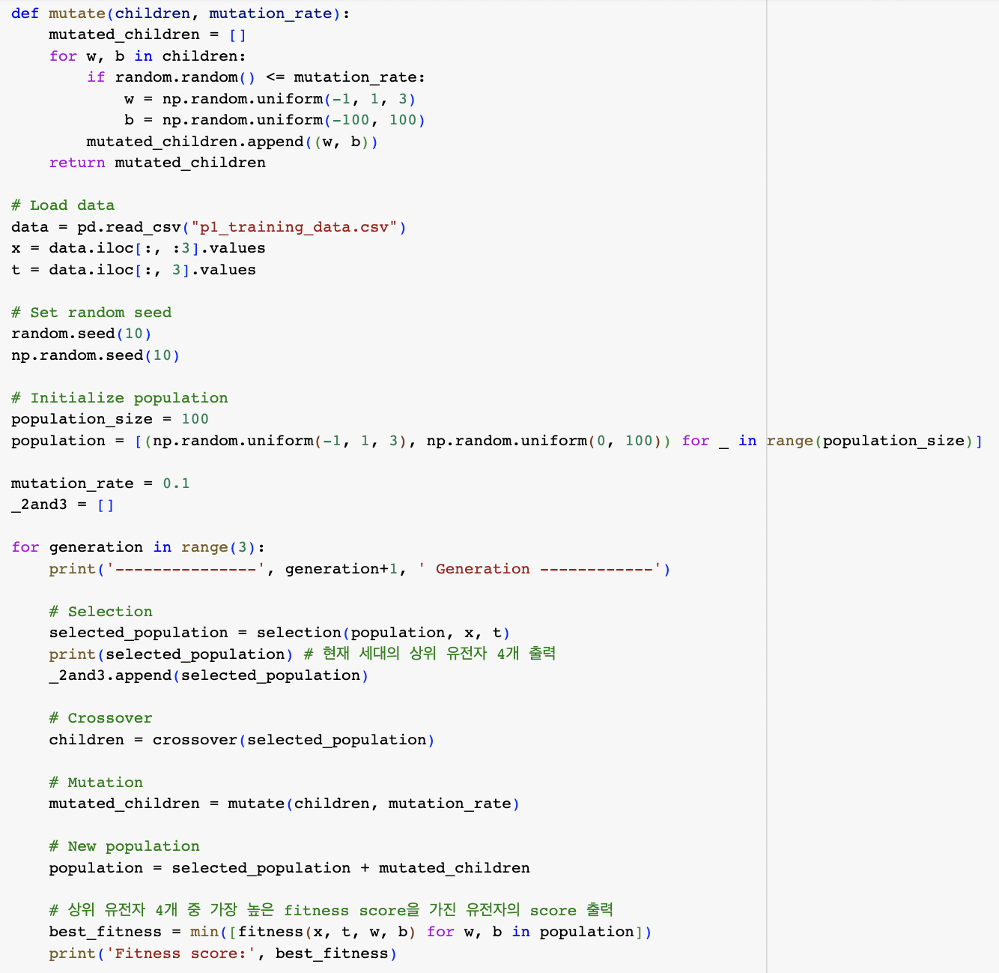 def mutate(children, mutation_rate):
    mutated_children = []
    for w, b in children:
        if random.random() <= mutation_rate:
            w = np.random.uniform(-1, 1, 3)
            b = np.random.uniform(-100, 100)
        mutated_children.append((w, b))
    return mutated_children

# Load data
data = pd.read_csv("p1_training_data.csv")
x = data.iloc[:, :3].values
t = data.iloc[:, 3].values

# Set random seed
random.seed(10)
np.random.seed(10)

# Initialize population
population_size = 100
population = [(np.random.uniform(-1, 1, 3), np.random.uniform(0, 100)) for _ in range(population_size)]

mutation_rate = 0.1
_2and3 = []

for generation in range(3):
    print('---------------', generation+1, ' Generation ------------')

    # Selection
    selected_population = selection(population, x, t)
    print(selected_population) # 현재 세대의 상위 유전자 4개 출력
    _2and3.append(selected_population)

    # Crossover
    children = crossover(selected_population)

    # Mutation
    mutated_children = mutate(children, mutation_rate)

    # New population
    population = selected_population + mutated_children

    # 상위 유전자 4개 중 가장 높은 fitness score을 가진 유전자의 score 출력
    best_fitness = min([fitness(x, t, w, b) for w, b in population])
    print('Fitness score:', best_fitness)